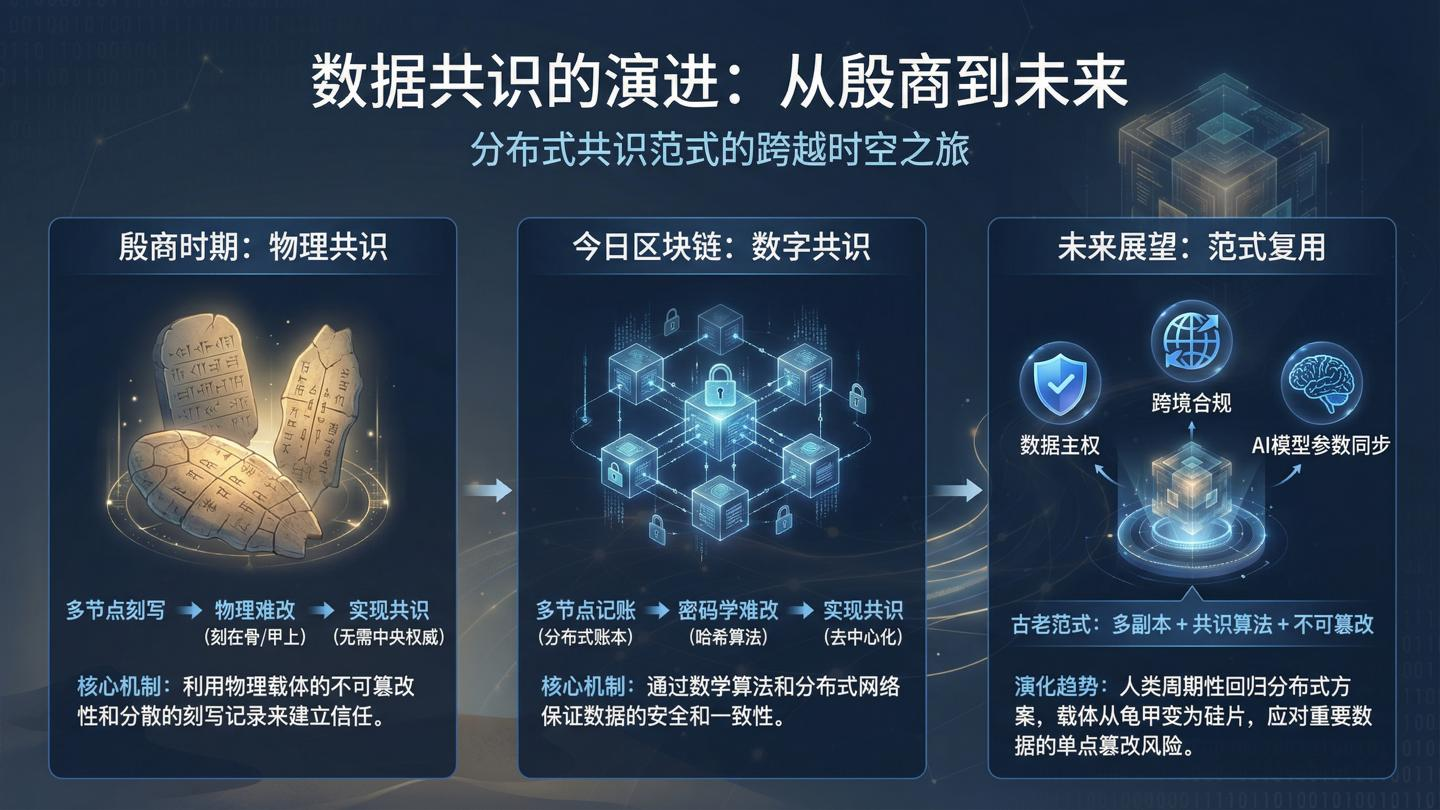 数据共识的演进：从殷商到未来
分布式共识范式的跨越时空之旅
殷商时期：物理共识
多节点刻写
物理难改
实现共识
（刻在骨/甲上）
（无需中央权威）
核心机制：利用物理载体的不可篡改
性和分散的刻写记录来建立信任。
今日区块链：数字共识
多节点记账
密码学难改
实现共识
（分布式账本）
（哈希算法）
（去中心化）
核心机制：通过数学算法和分布式网络
保证数据的安全和一致性。
未来展望：范式复用
跨境合规
数据主权
AI模型参数同步
古老范式：多副本 + 共识算法 + 不可篡改
演化趋势：人类周期性回归分布式方
案，载体从龟甲变为硅片，应对重要数
据的单点篡改风险。